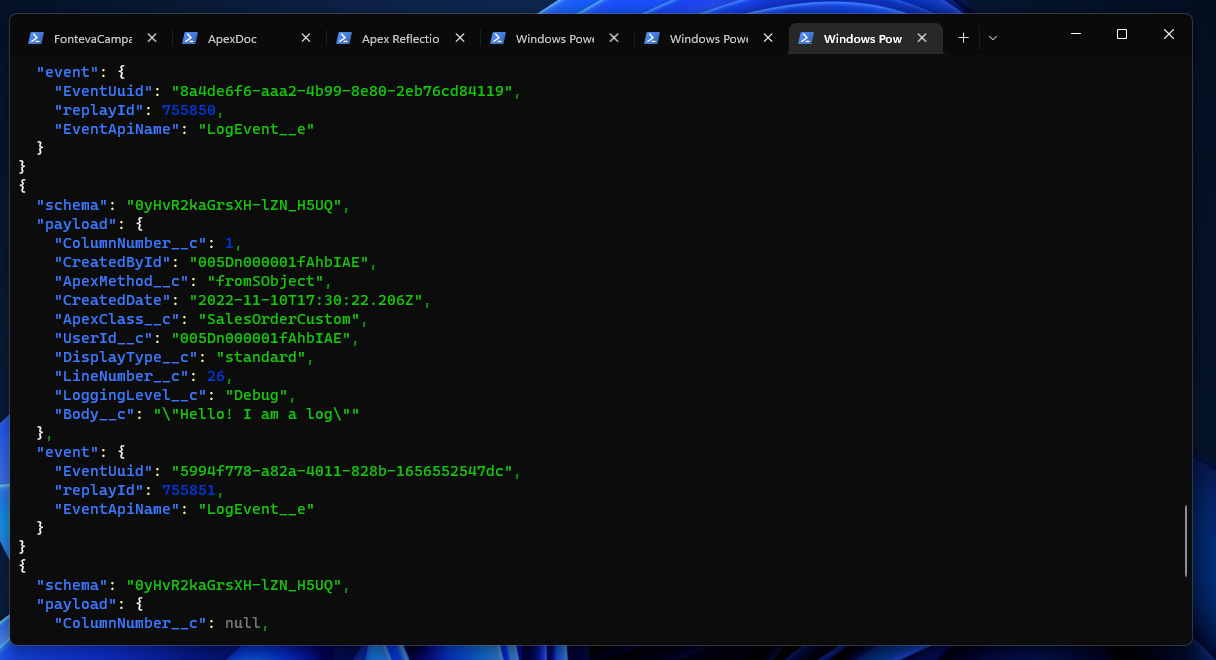 FontevaCampa
ApexDoc
Apex Reflectio
Windows Powe
Windows Powe
Windows Pow
"event": {
"EventUuid": "8a4de6f6-aaa2-4b99-8e80-2eb76cd84119",
"replayId": 755850,
"EventApiName": "LogEvent__e"
}
}
{
"schema": "0yHvR2kaGrsXH-lZN_H5UQ",
"payload": {
"ColumnNumber__c": 1,
"CreatedById": "005Dn000001fAhbIAE",
"ApexMethod__c": "fromSObject",
"CreatedDate": "2022-11-10T17:30:22.206Z",
"ApexClass__c": "SalesOrderCustom",
"UserId__c": "005Dn000001fAhbIAE",
"DisplayType__c": "standard",
"LineNumber__c": 26,
"LoggingLevel__c": "Debug",
"Body__c": "\"Hello! I am a log\""
},
"event": {
"EventUuid": "5994f778-a82a-4011-828b-1656552547dc",
"replayId": 755851,
"EventApiName": "LogEvent__e"
}
}
{
"schema": "0yHvR2kaGrsXH-lZN_H5UQ",
"payload": {
"ColumnNumber__c": null,